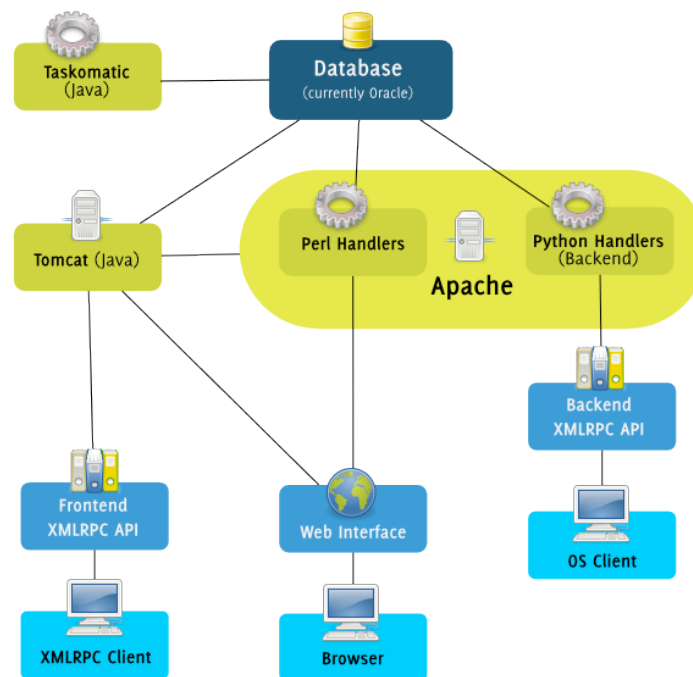 Taskomatic
(Java)
Database
(currently Oracle)
Tomcat (Java)
Perl Handlers
Python Handlers
(Backend)
Apache
Backend
XMLRPC API
Frontend
XMLRPC API
Web Interface
OS Client
XMLRPC Client
Browser